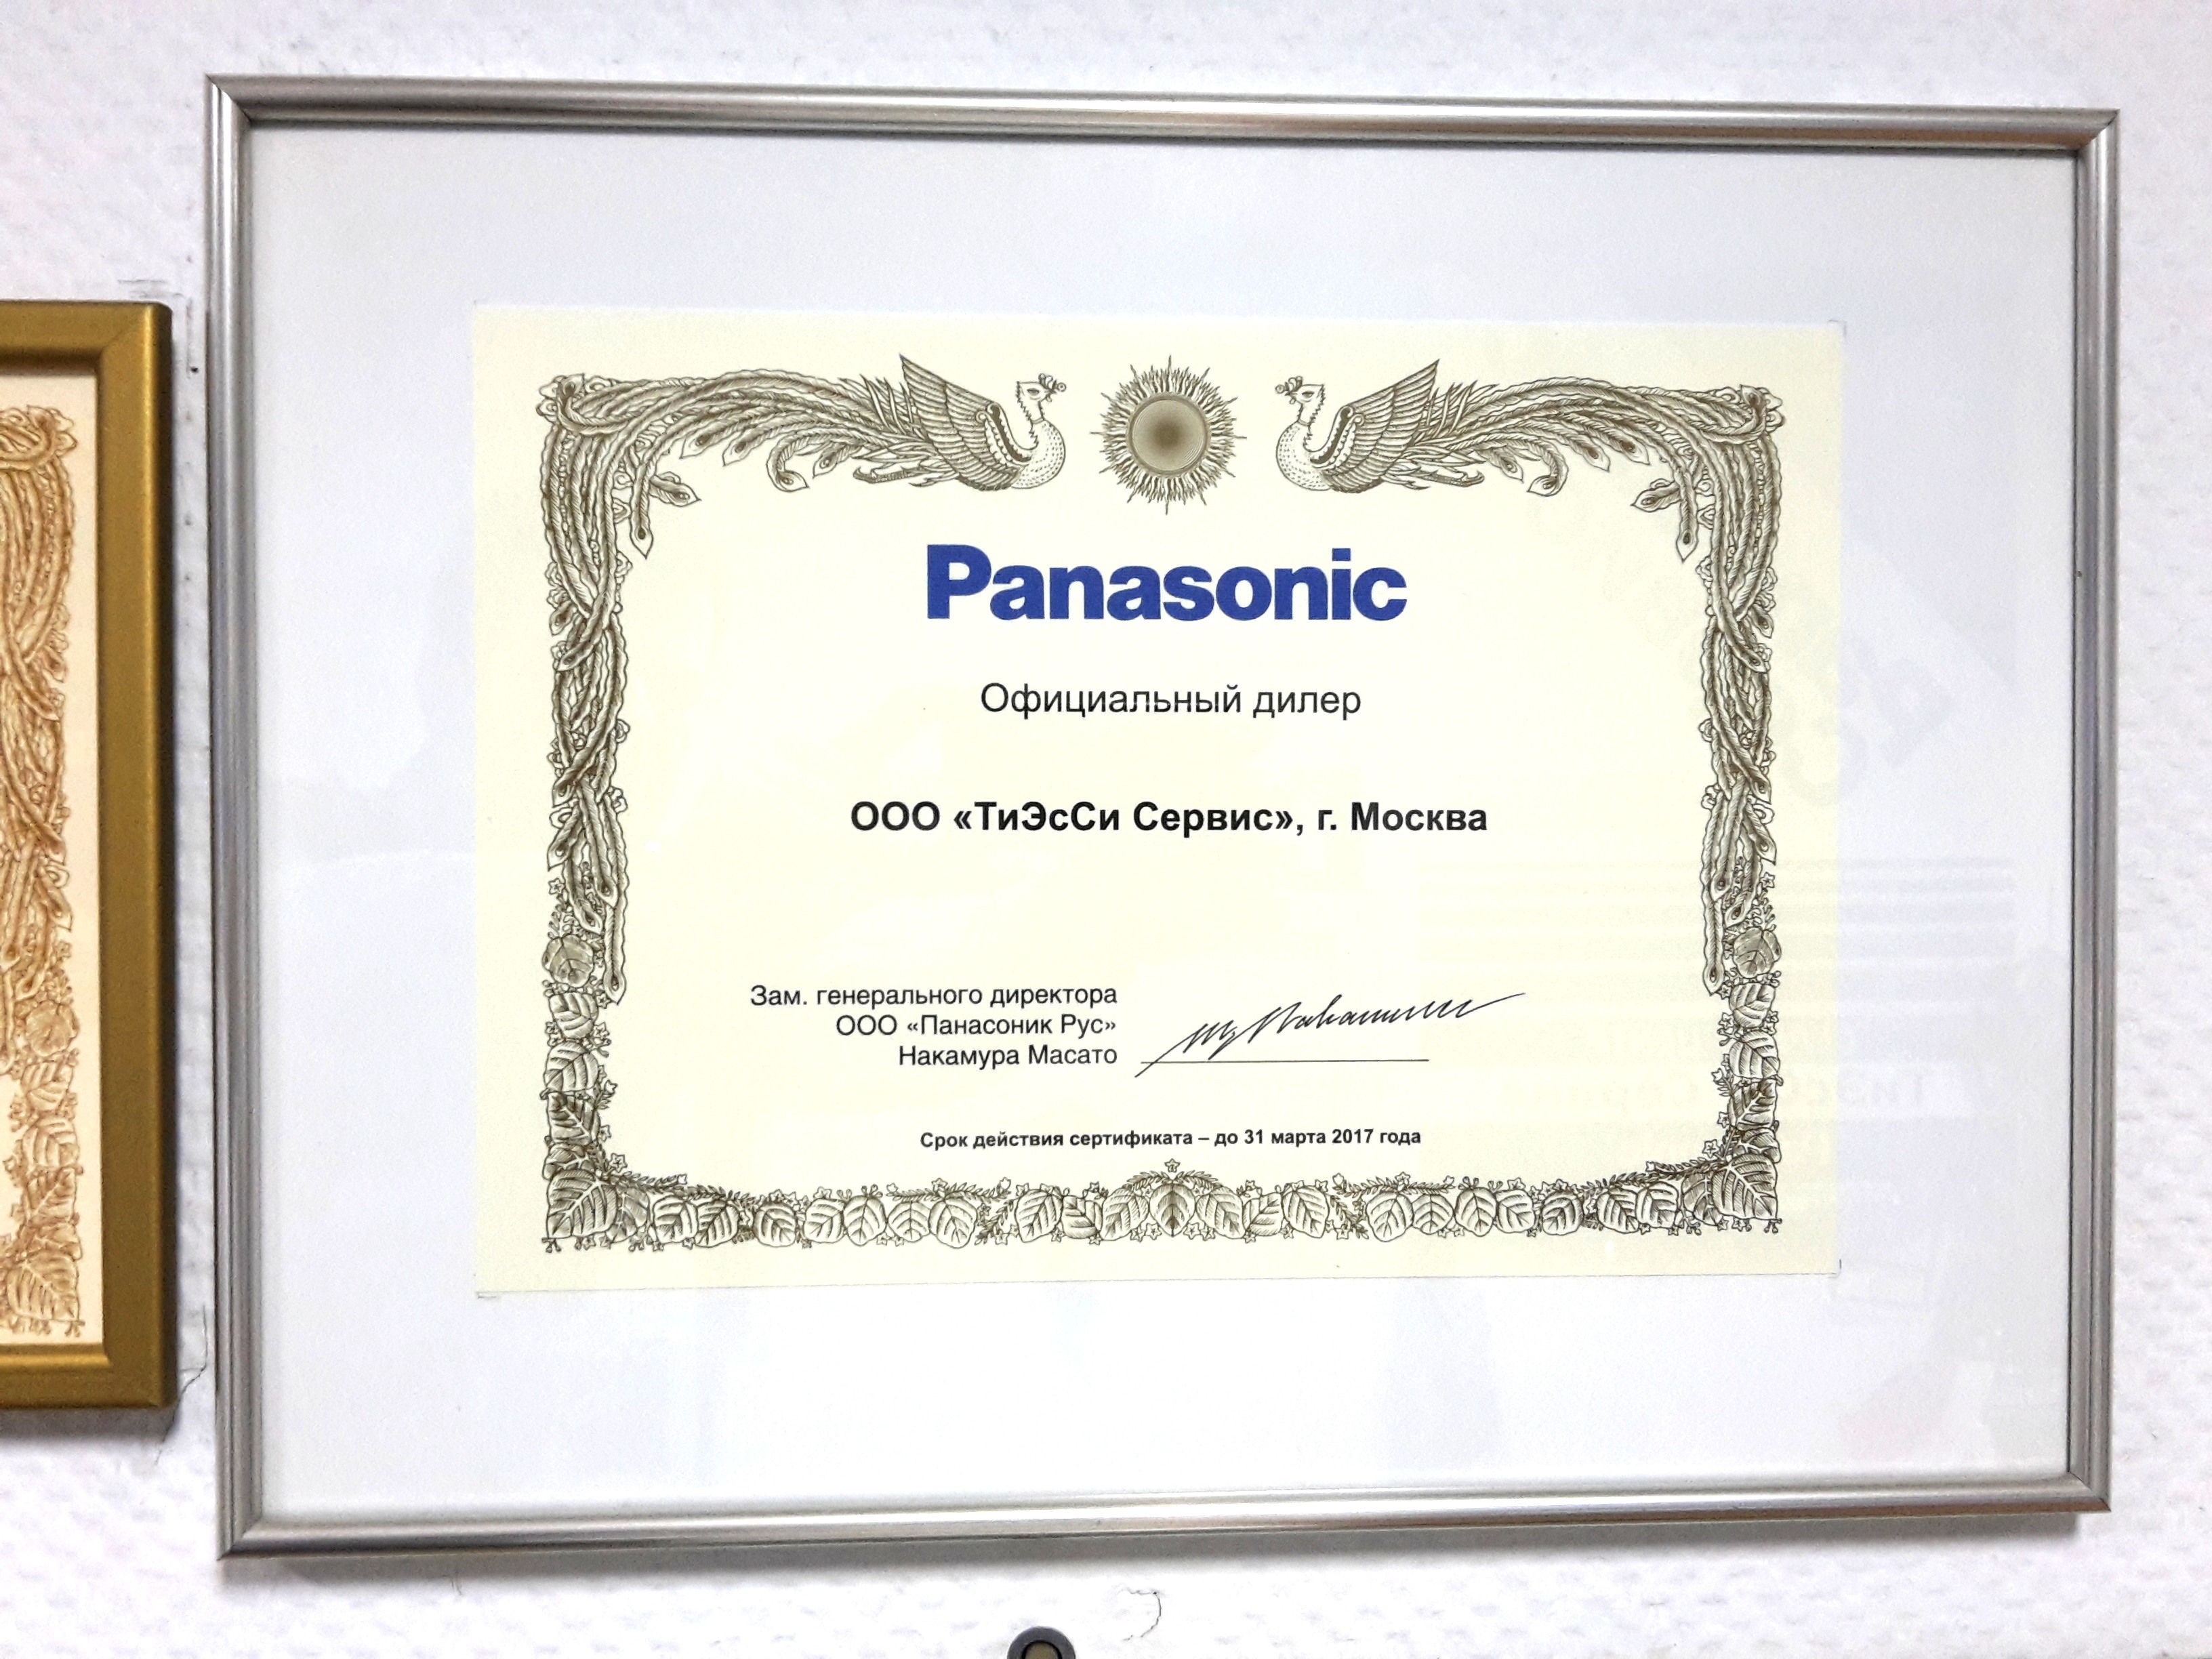 Panasonic
Официальный дилер
ООО «ТиЭсСи Сервис», г. Москва
Зам. генерального директора
ООО «Панасоник Рус»
Накамура Масато
Срок действия сертификата – до 31 марта 2017 года